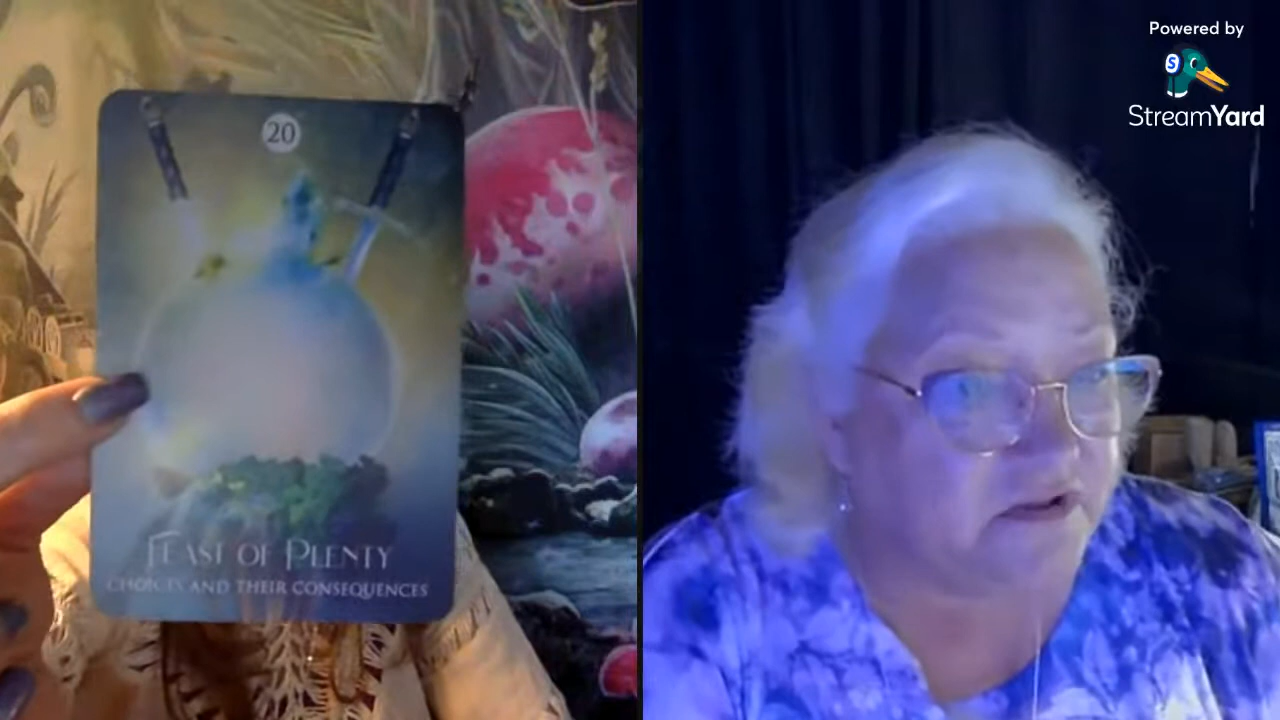 20
FEAST OF PLENTY
CHOICES AND THEIR CONSEQUENCES
Powered by
S
StreamYard